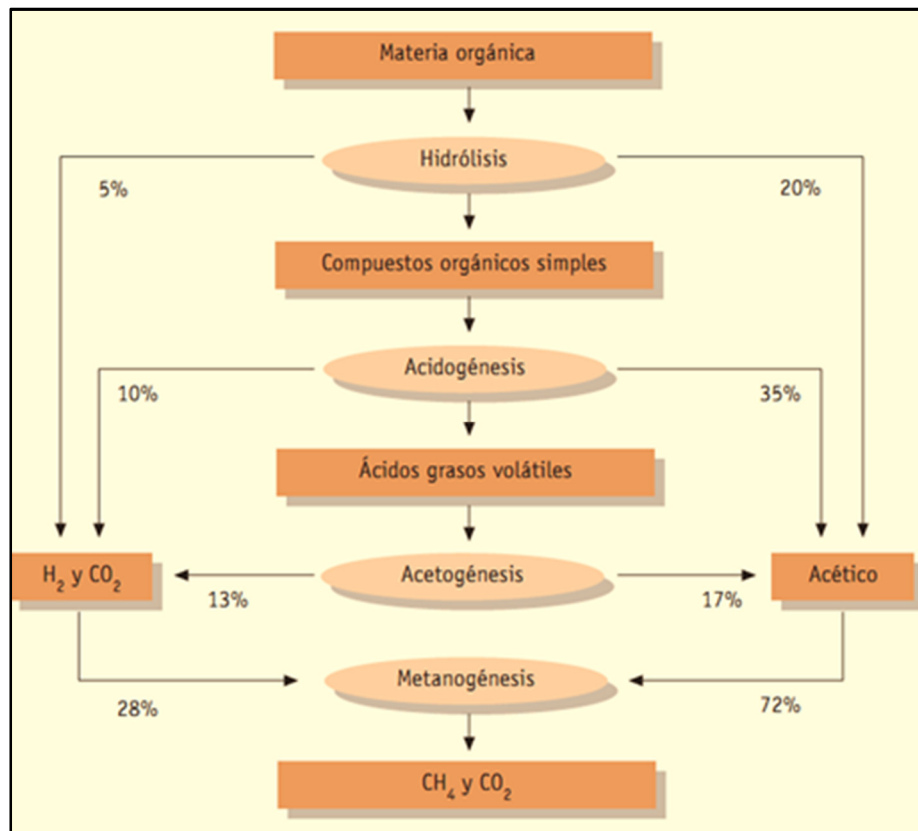 Materia orgánica
Hidrólisis
5%
20%
Compuestos orgánicos simples
Acidogénesis
10%
35%
Ácidos grasos volátiles
H₂ y CO₂
Acetogénesis
Acético
13%
17%
Metanogénesis
28%
72%
CH₄ y CO₂